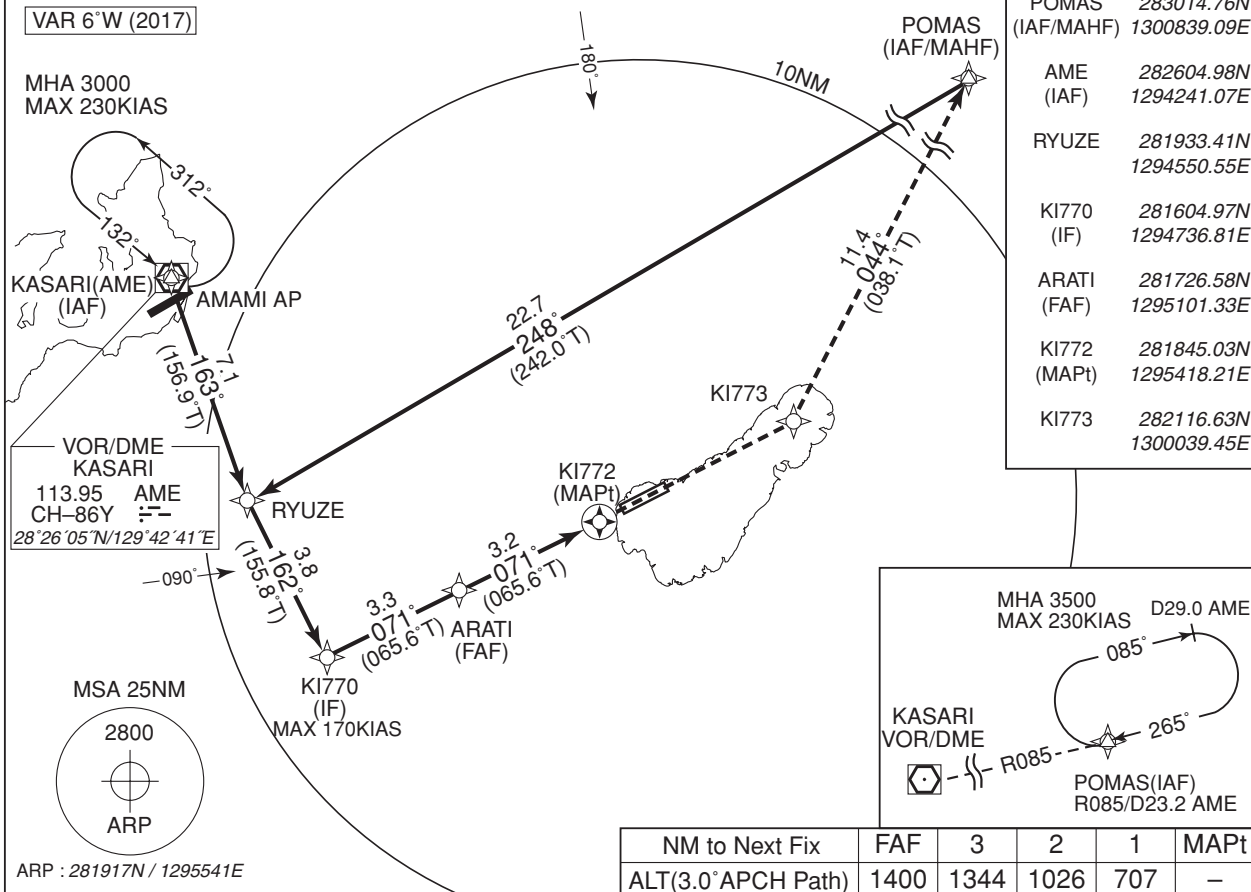 VAR 6°W (2017)
MHA 3000
MAX 230KIAS
312°
132°
KASARI(AME)
(IAF)
AMAMI AP
180°
10NM
POMAS
(IAF/MAHF)
7.1
163°
(156.9°T)
22.7
248°
(242.0°T)
11.4
044°
(038.1°T)
KI773
VOR/DME
KASARI
113.95 AME
CH–86Y
28°26´05˝N/129°42´41˝E
RYUZE
KI772
(MAPt)
090°
3.8
162°
(155.8°T)
3.3
071°
(065.6°T)
ARATI
(FAF)
3.2
071°
(065.6°T)
KI770
(IF)
MAX 170KIAS
MSA 25NM
2800
ARP
ARP : 281917N / 1295541E
POMAS 283014.76N
(IAF/MAHF) 1300839.09E
AME 282604.98N
(IAF) 1294241.07E
RYUZE 281933.41N
1294550.55E
KI770 281604.97N
(IF) 1294736.81E
ARATI 281726.58N
(FAF) 1295101.33E
KI772 281845.03N
(MAPt) 1295418.21E
KI773 282116.63N
1300039.45E
MHA 3500
MAX 230KIAS
D29.0 AME
085°
265°
KASARI
VOR/DME
R085
POMAS(IAF)
R085/D23.2 AME
NM to Next Fix FAF 3 2 1 MAPt
ALT(3.0°APCH Path) 1400 1344 1026 707 –